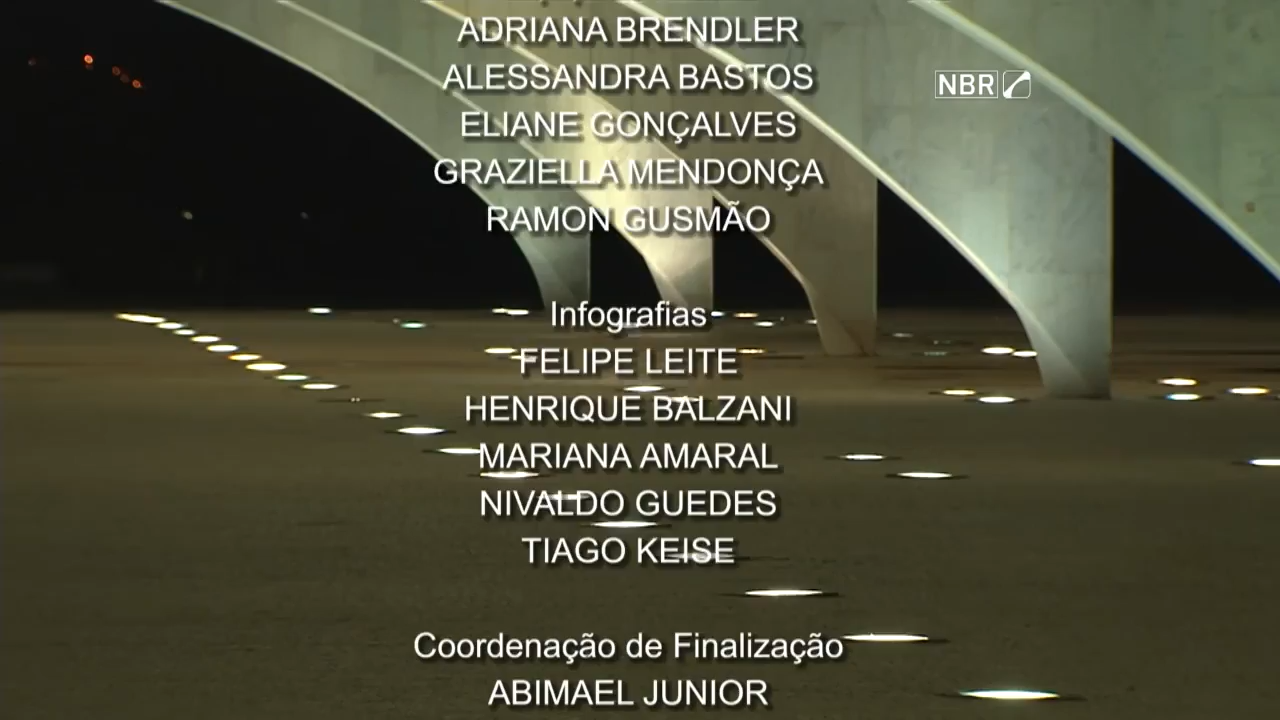 ADRIANA BRENDLER
ALESSANDRA BASTOS
NBR
ELIANE GONÇALVES
GRAZIELLA MENDONÇA
RAMON GUSMÃO
Infografias
FELIPE LEITE
HENRIQUE BALZANI
MARIANA AMARAL
NIVALDO GUEDES
TIAGO KEISE
Coordenação de Finalização
ABIMAEL JUNIOR